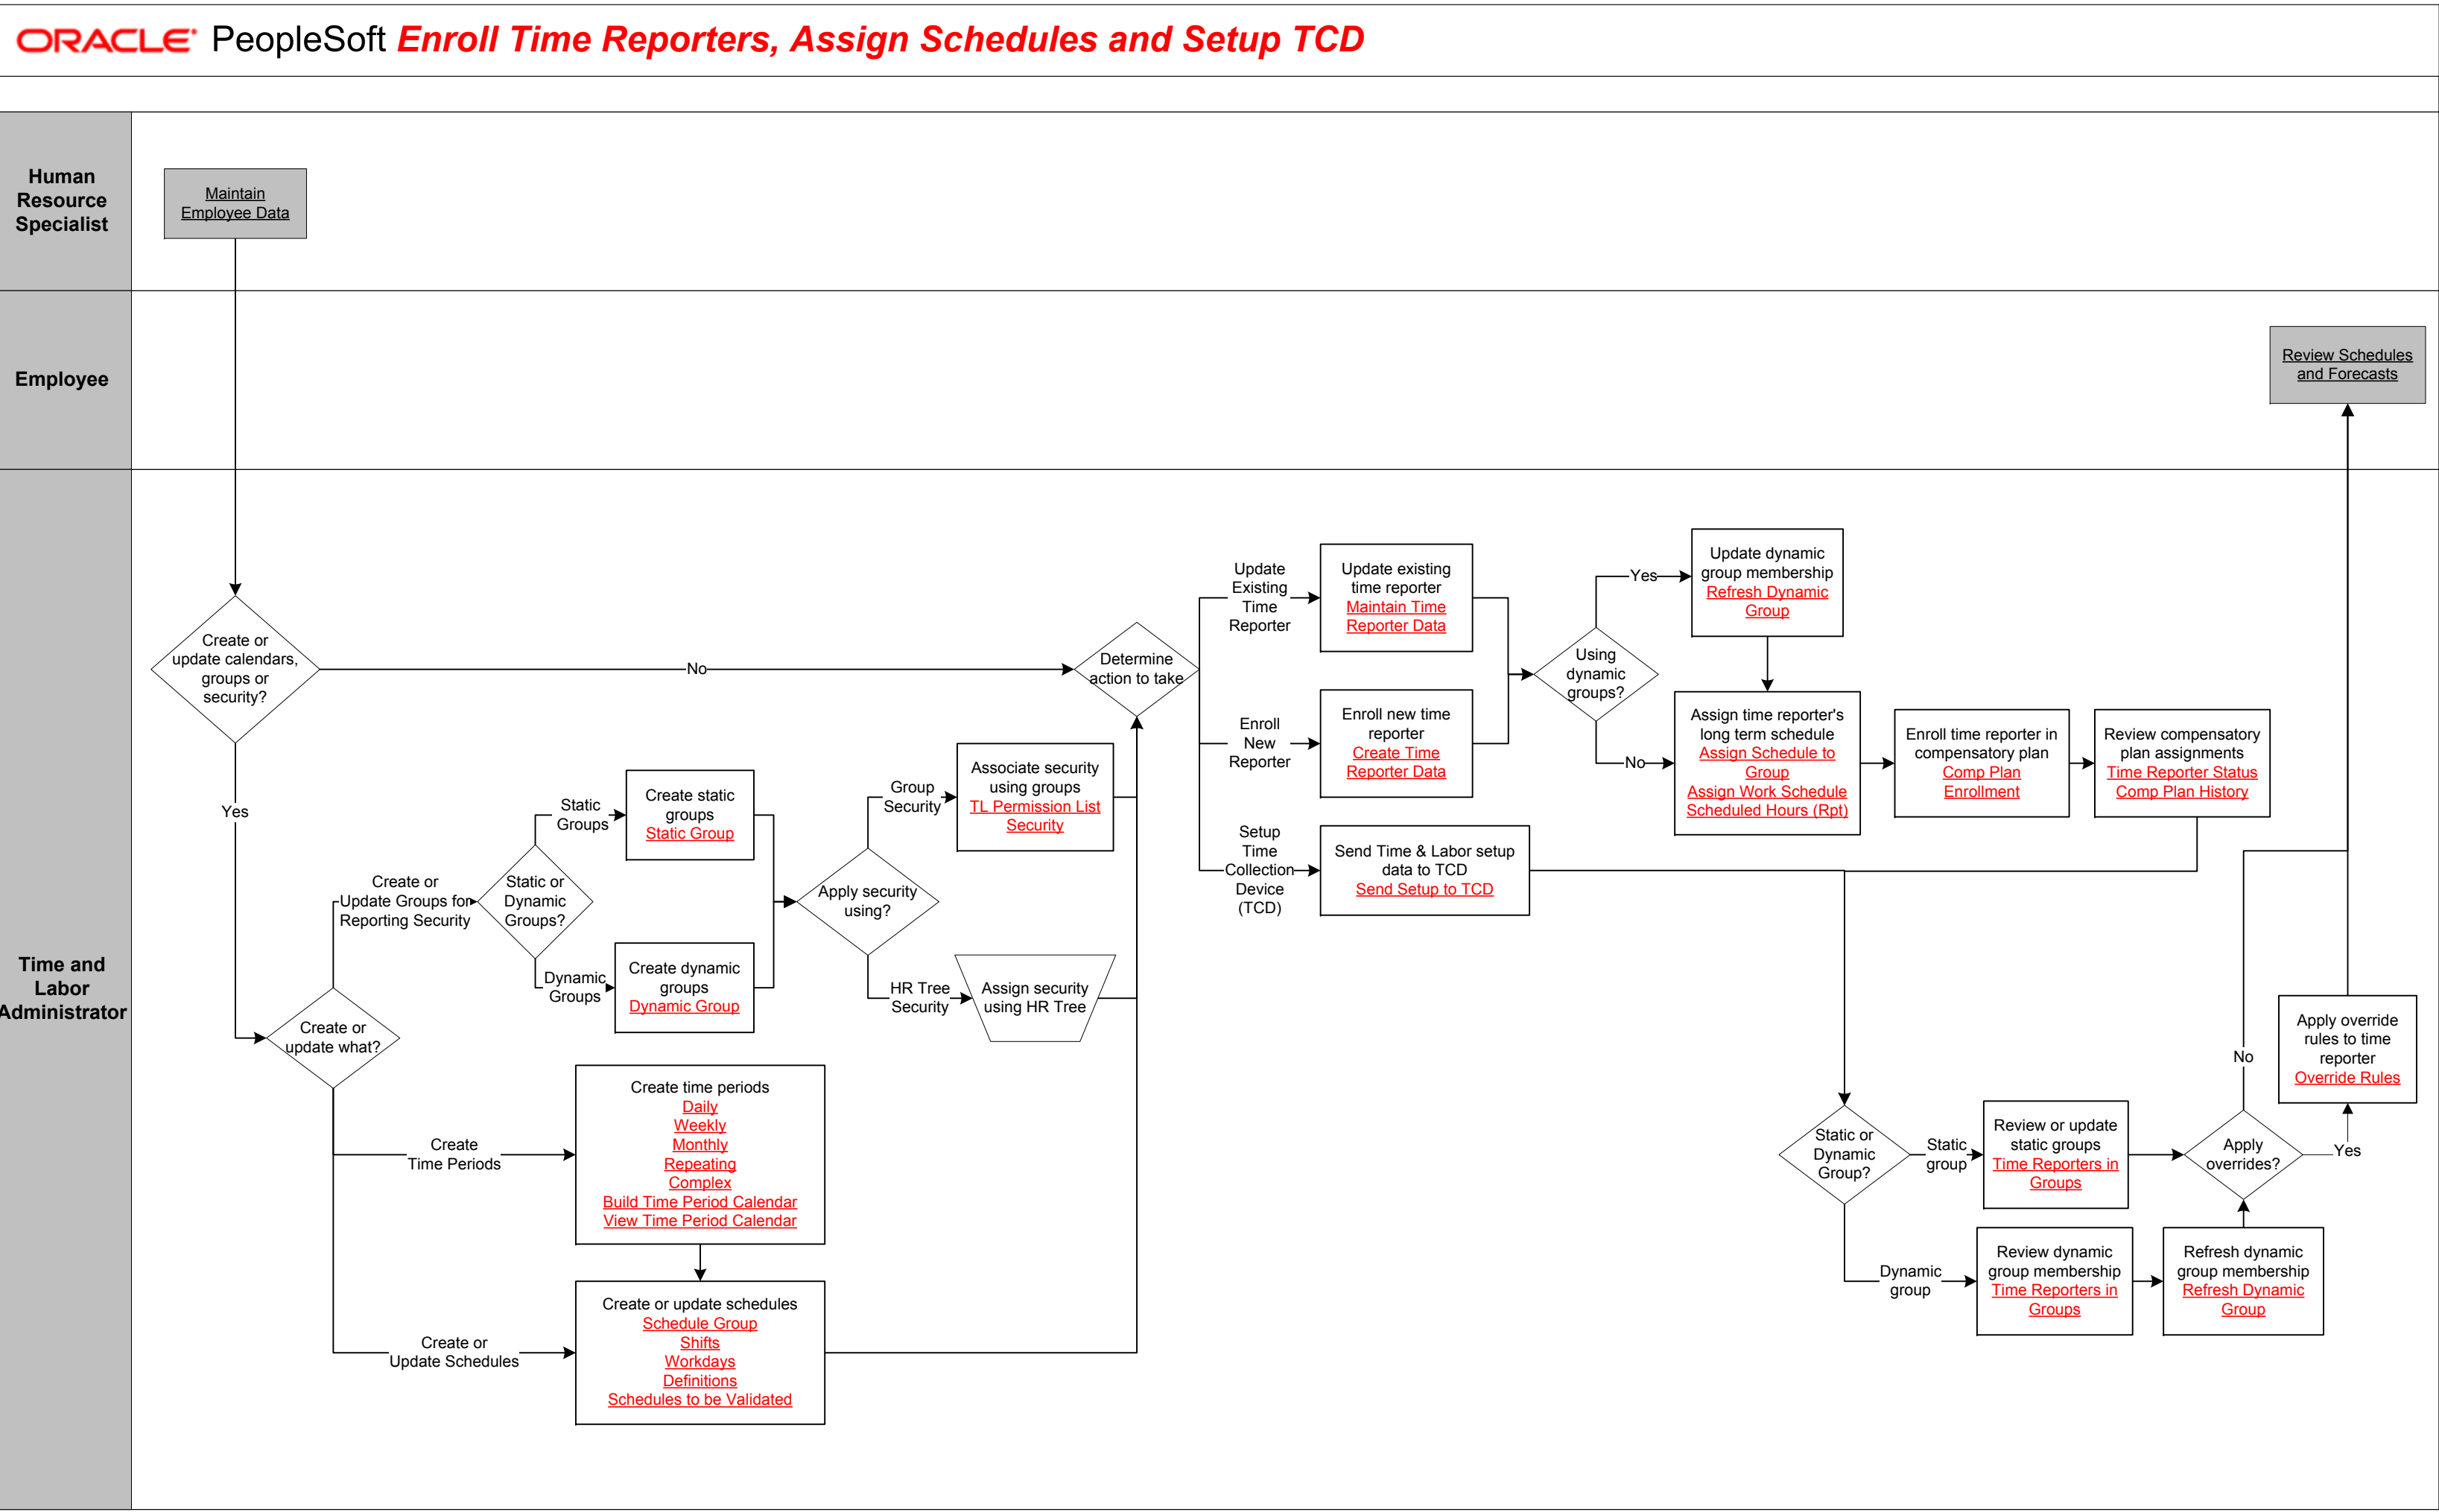 ORACLE PeopleSoft Enroll Time Reporters, Assign Schedules and Setup TCD
Human
Resource
Specialist
Maintain
Employee Data
Employee
Review Schedules
and Forecasts
Time and
Labor
Administrator
Create or
update calendars,
groups or
security?
No
Yes
Create or
update what?
Create or
Update Groups for
Reporting Security
Static or
Dynamic
Groups?
Static
Groups
Create static
groups
Static Group
Dynamic
Groups
Create dynamic
groups
Dynamic Group
Apply security
using?
Group
Security
Associate security
using groups
TL Permission List
Security
HR Tree
Security
Assign security
using HR Tree
Create
Time Periods
Create time periods
Daily
Weekly
Monthly
Repeating
Complex
Build Time Period Calendar
View Time Period Calendar
Create or
Update Schedules
Create or update schedules
Schedule Group
Shifts
Workdays
Definitions
Schedules to be Validated
Determine
action to take
Update
Existing
Time
Reporter
Update existing
time reporter
Maintain Time
Reporter Data
Enroll
New
Reporter
Enroll new time
reporter
Create Time
Reporter Data
Setup
Time
Collection
Device
(TCD)
Send Time & Labor setup
data to TCD
Send Setup to TCD
Using
dynamic
groups?
Yes
Update dynamic
group membership
Refresh Dynamic
Group
No
Assign time reporter's
long term schedule
Assign Schedule to
Group
Assign Work Schedule
Scheduled Hours (Rpt)
Enroll time reporter in
compensatory plan
Comp Plan
Enrollment
Review compensatory
plan assignments
Time Reporter Status
Comp Plan History
Static or
Dynamic
Group?
Static
group
Review or update
static groups
Time Reporters in
Groups
Dynamic
group
Review dynamic
group membership
Time Reporters in
Groups
Refresh dynamic
group membership
Refresh Dynamic
Group
Apply
overrides?
No
Yes
Apply override
rules to time
reporter
Override Rules